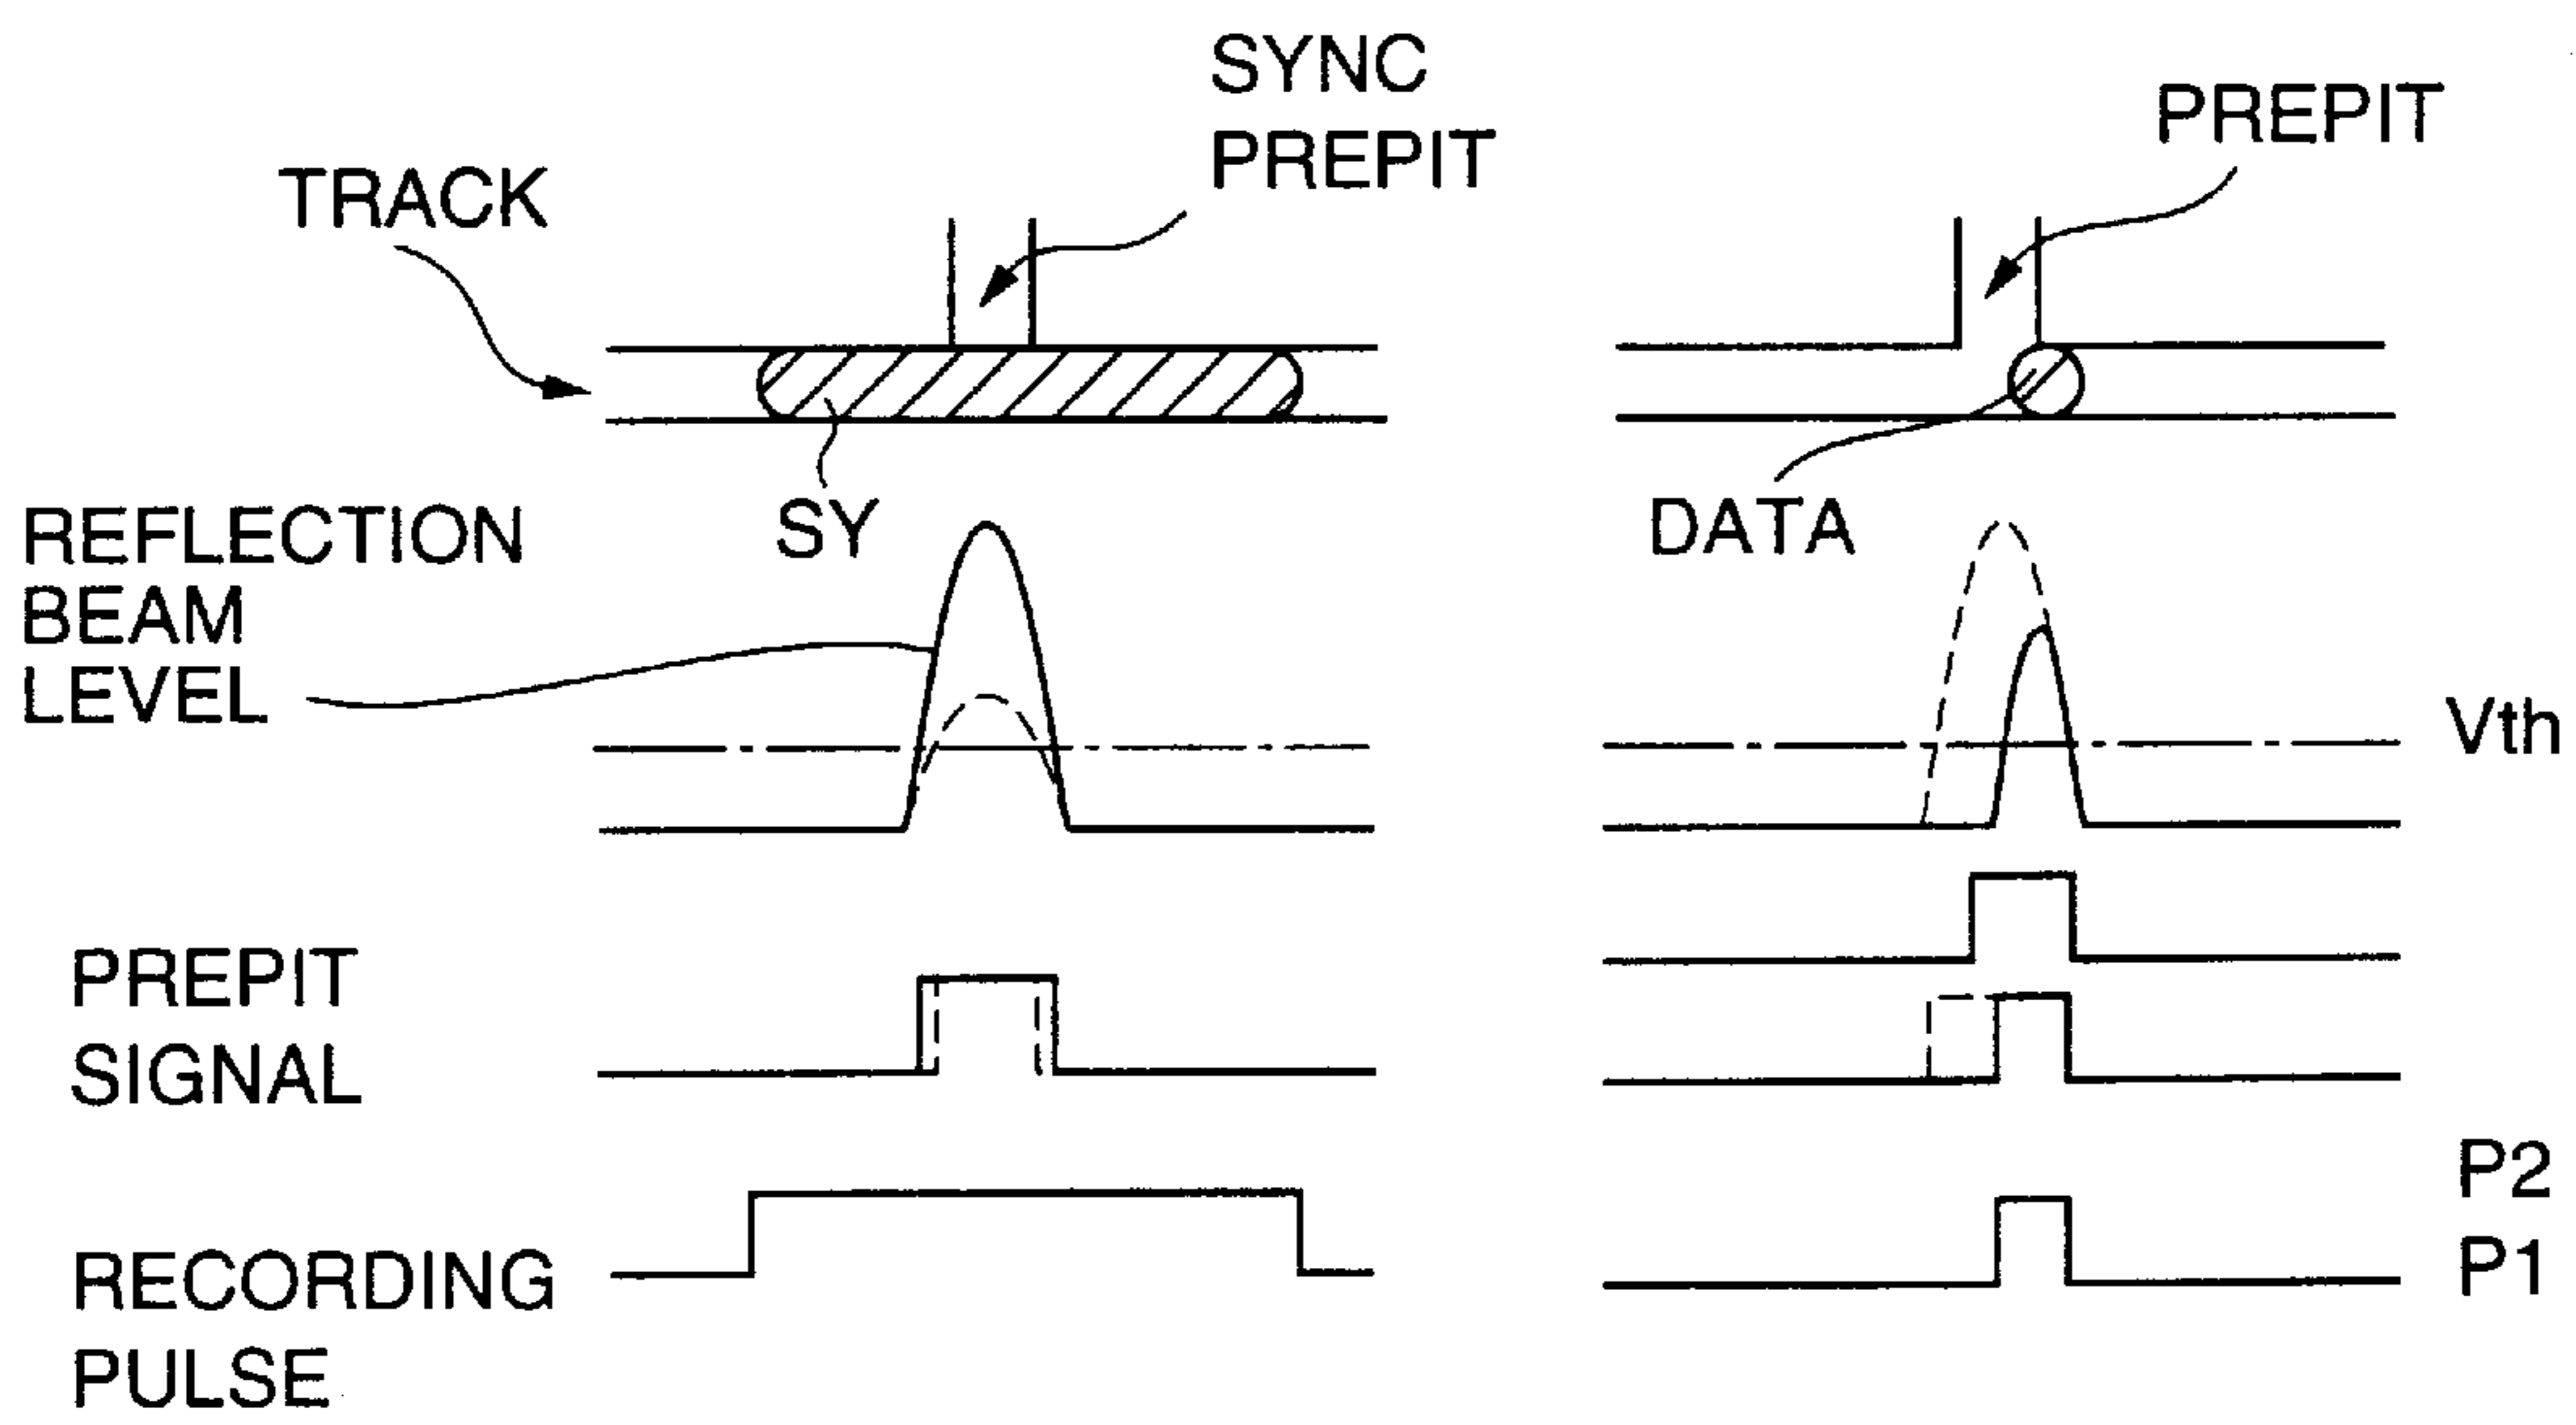 SYNC
PREPIT
PREPIT
TRACK
SY
DATA
REFLECTION
BEAM
LEVEL
Vth
PREPIT
SIGNAL
P2
P1
RECORDING
PULSE